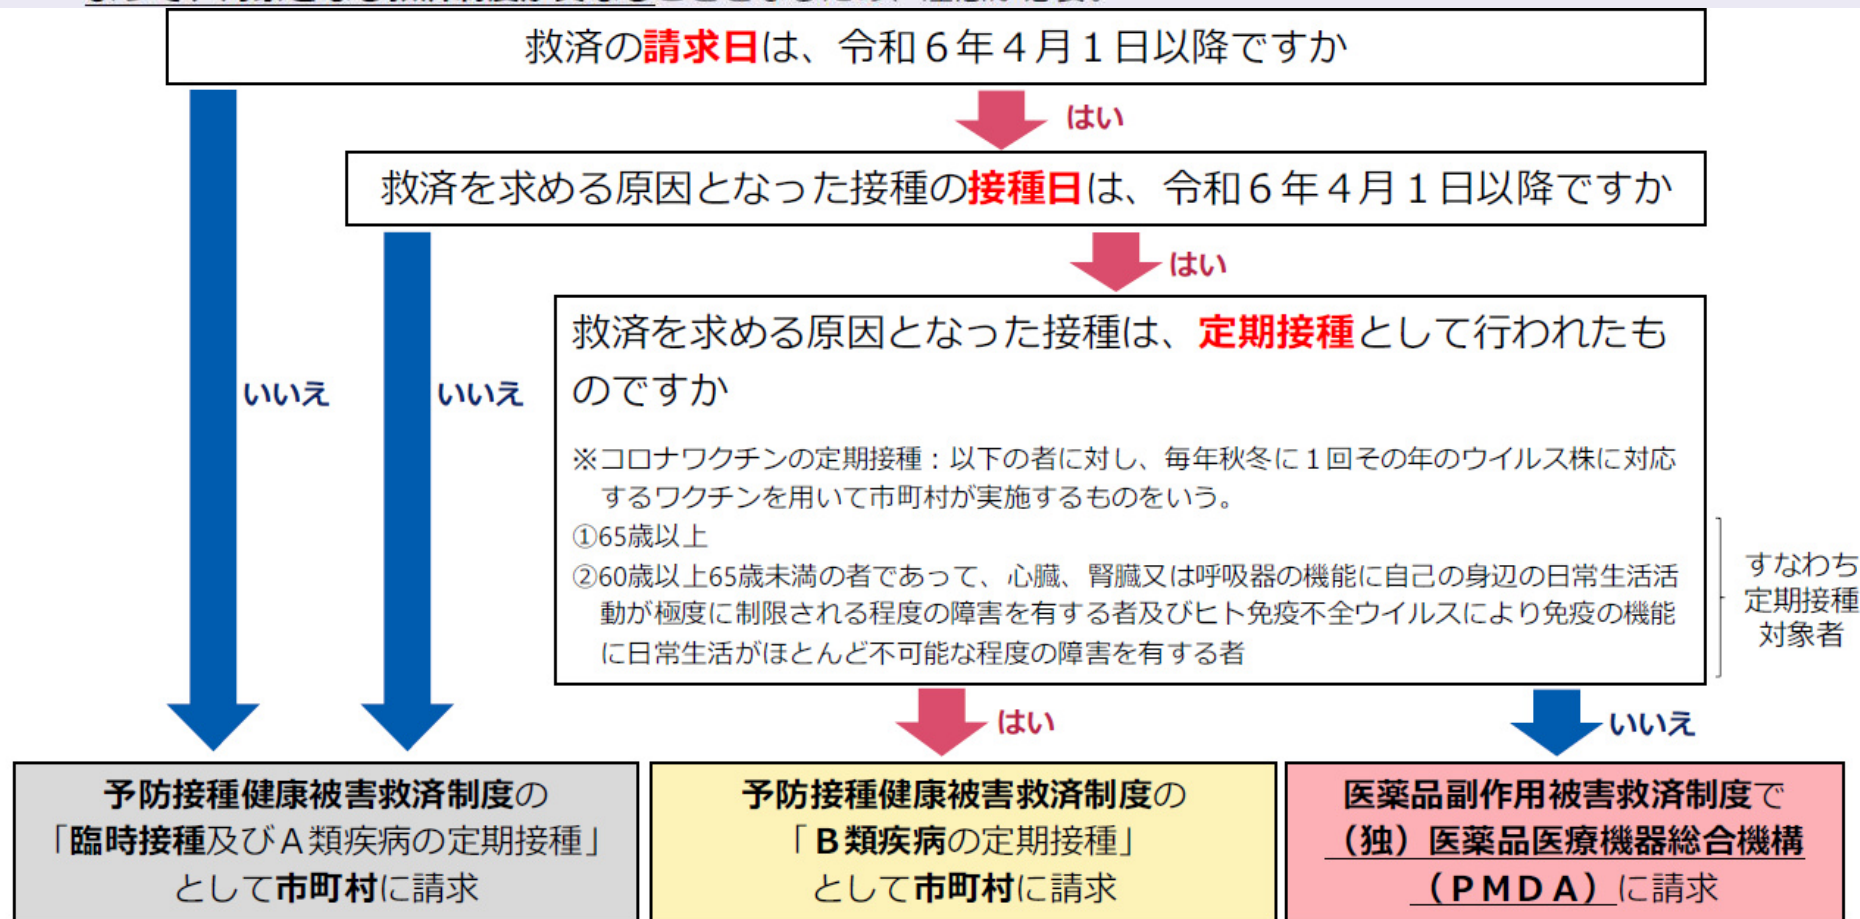 救済の請求日は、令和６年４月１日以降ですか
はい
救済を求める原因となった接種の接種日は、令和６年４月１日以降ですか
はい
救済を求める原因となった接種は、定期接種として行われたも
のですか
いいえ
いいえ
※コロナワクチンの定期接種：以下の者に対し、毎年秋冬に１回その年のウイルス株に対応
するワクチンを用いて市町村が実施するものをいう。
①65歳以上
②60歳以上65歳未満の者であって、心臓、腎臓又は呼吸器の機能に自己の身辺の日常生活活
動が極度に制限される程度の障害を有する者及びヒト免疫不全ウイルスにより免疫の機能
に日常生活がほとんど不可能な程度の障害を有する者
すなわち
定期接種
対象者
はい
いいえ
予防接種健康被害救済制度の
「臨時接種及びＡ類疾病の定期接種」
として市町村に請求
予防接種健康被害救済制度の
「Ｂ類疾病の定期接種」
として市町村に請求
医薬品副作用被害救済制度で
（独）医薬品医療機器総合機構
（ＰＭＤＡ）に請求